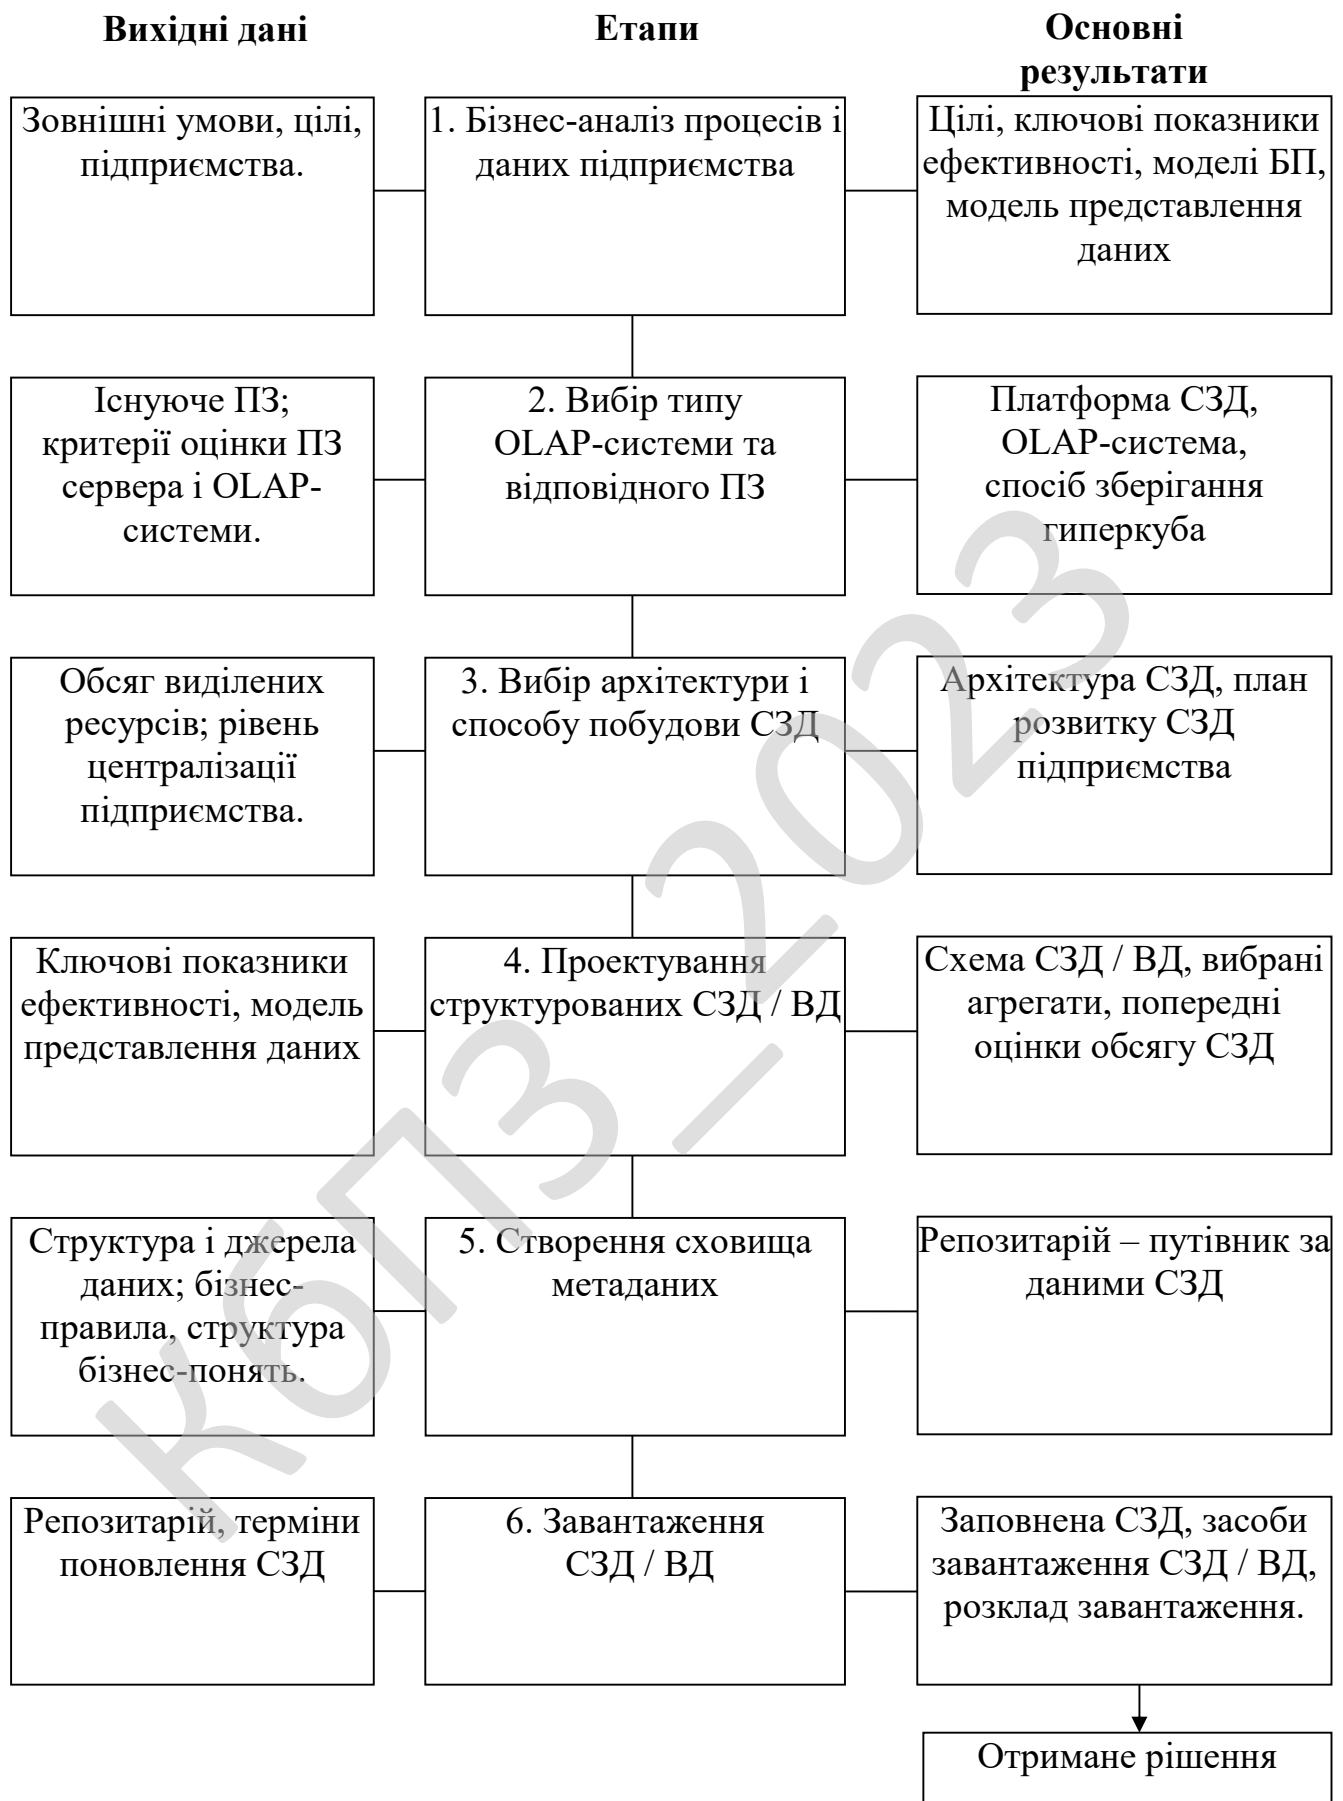 Вихідні дані
Етапи
Основні
результати
Зовнішні умови, цілі,
підприємства.
1. Бізнес-аналіз процесів і
даних підприємства
Цілі, ключові показники
ефективності, моделі БП,
модель представлення
даних
Існуюче ПЗ;
критерії оцінки ПЗ
сервера і OLAP-
системи.
2. Вибір типу
OLAP-системи та
відповідного ПЗ
Платформа СЗД,
OLAP-система,
спосіб зберігання
гиперкуба
Обсяг виділених
ресурсів; рівень
централізації
підприємства.
3. Вибір архітектури і
способу побудови СЗД
Архітектура СЗД, план
розвитку СЗД
підприємства
Ключові показники
ефективності, модель
представлення даних
4. Проектування
структурованих СЗД / ВД
Схема СЗД / ВД, вибрані
агрегати, попередні
оцінки обсягу СЗД
Структура і джерела
даних; бізнес-
правила, структура
бізнес-понять.
5. Створення сховища
метаданих
Репозитарій – путівник за
даними СЗД
Репозитарій, терміни
поновлення СЗД
6. Завантаження
СЗД / ВД
Заповнена СЗД, засоби
завантаження СЗД / ВД,
розклад завантаження.
Отримане рішення
КбПЗ_2023